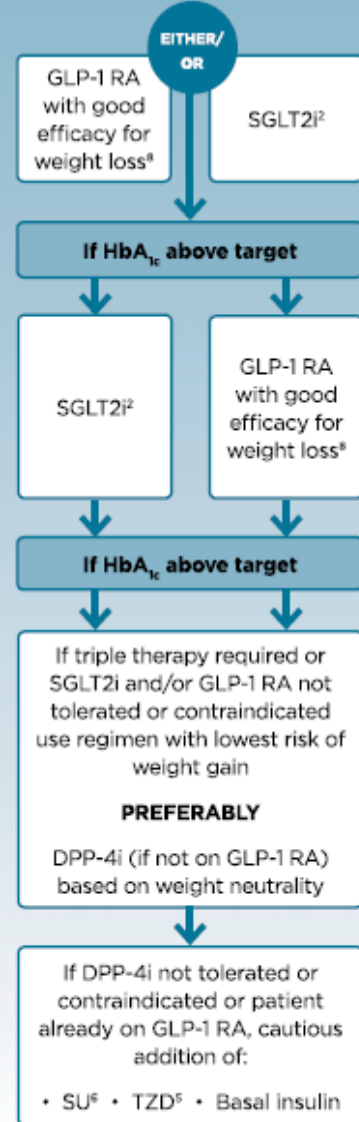 EITHER/
OR
GLP-1 RA
with good
efficacy for
weight loss⁸
SGLT2i²
If HbA₁c above target
SGLT2i²
GLP-1 RA
with good
efficacy for
weight loss⁸
If HbA₁c above target
If triple therapy required or
SGLT2i and/or GLP-1 RA not
tolerated or contraindicated
use regimen with lowest risk of
weight gain
PREFERABLY
DPP-4i (if not on GLP-1 RA)
based on weight neutrality
If DPP-4i not tolerated or
contraindicated or patient
already on GLP-1 RA, cautious
addition of:
• SU⁶ • TZD⁵ • Basal insulin